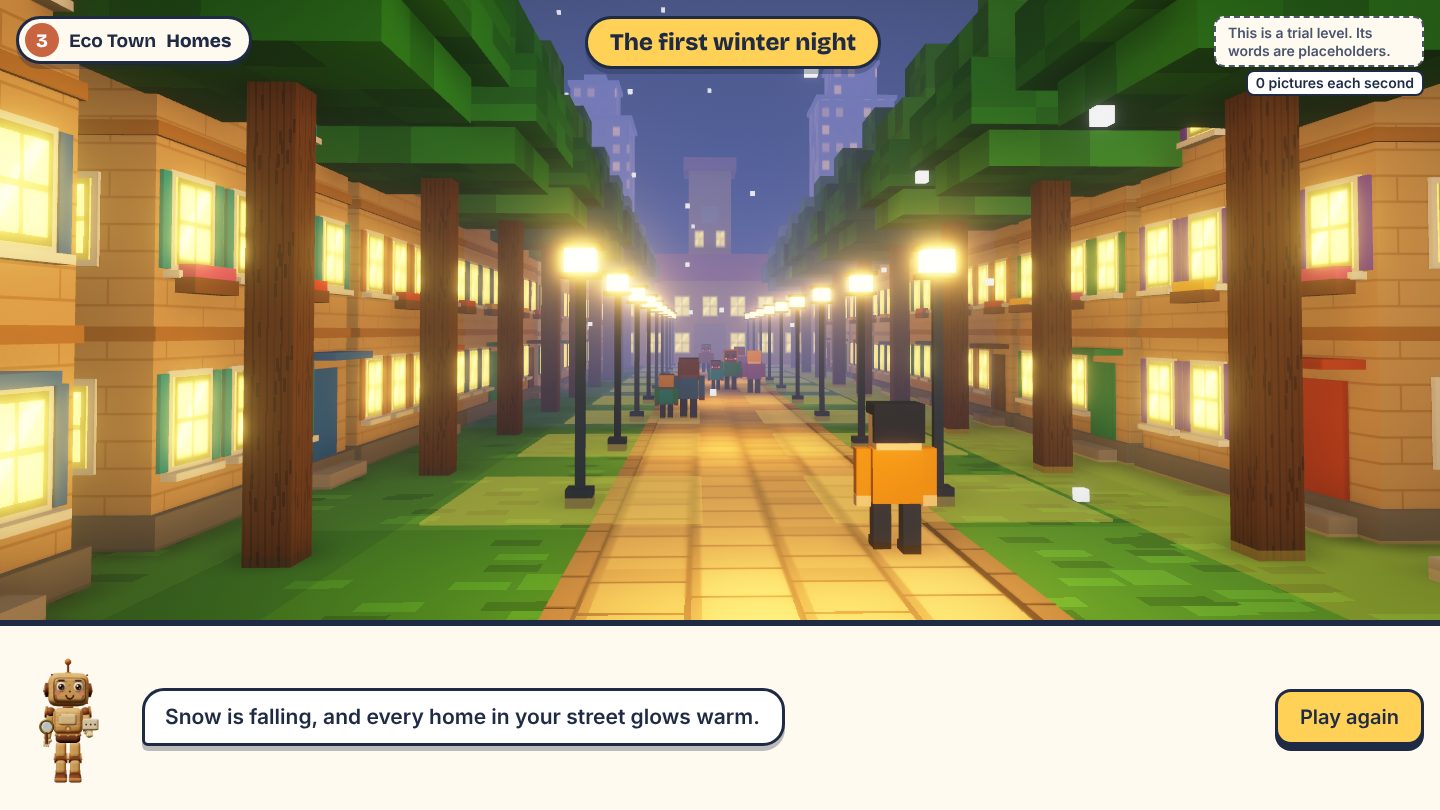 3 Eco Town Homes
The first winter night
This is a trial level. Its
words are placeholders.
0 pictures each second
Snow is falling, and every home in your street glows warm.
Play again